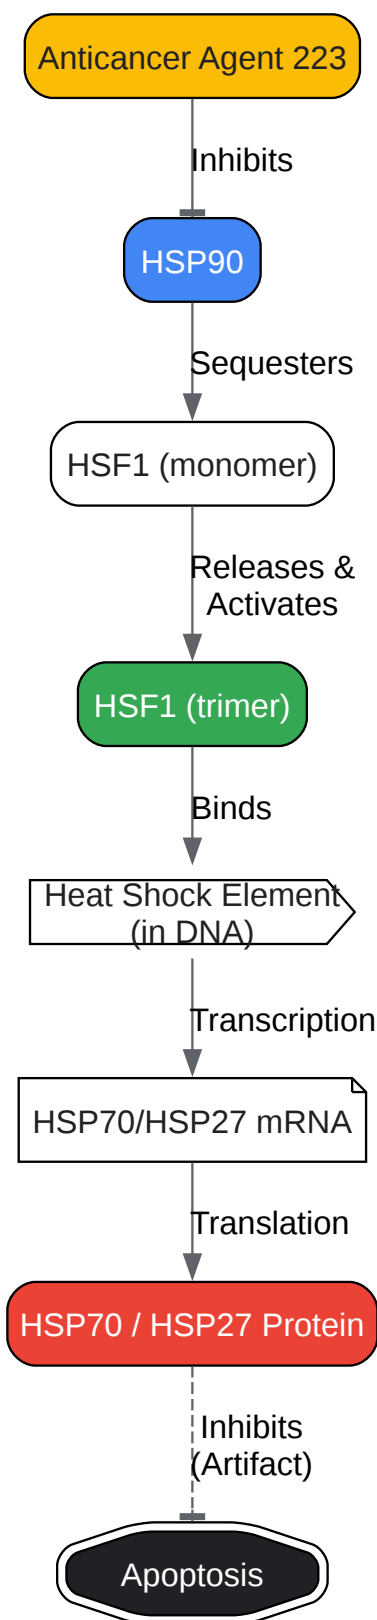 Anticancer Agent 223
Inhibits
HSP90
Sequesters
HSF1 (monomer)
Releases &
Activates
HSF1 (trimer)
Binds
Heat Shock Element
(in DNA)
Transcription
HSP70/HSP27 mRNA
Translation
HSP70 / HSP27 Protein
Inhibits
(Artifact)
Apoptosis